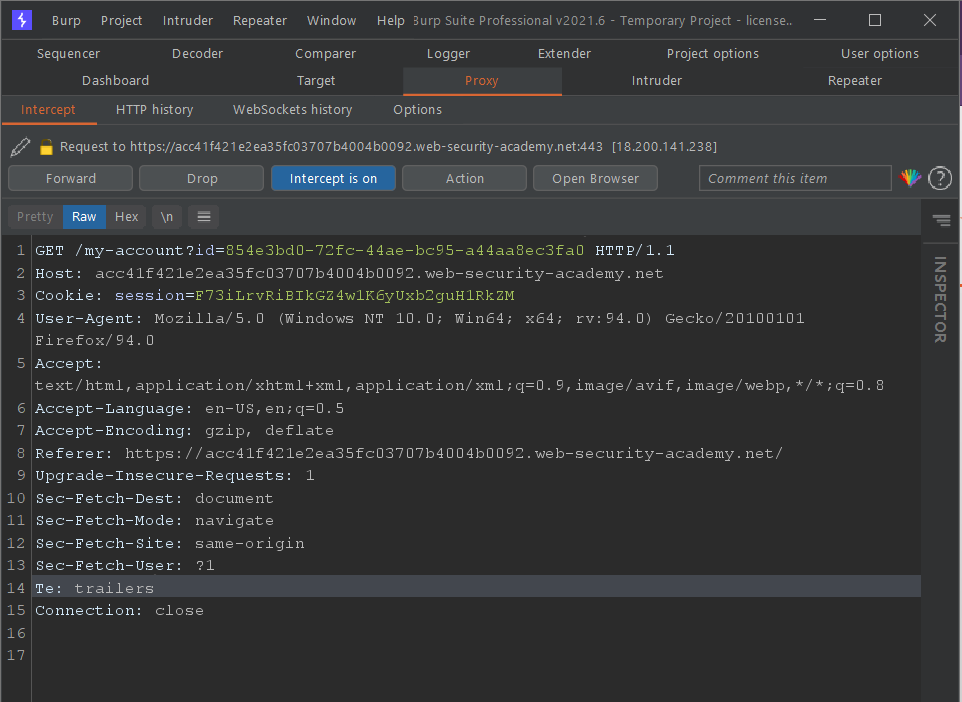 Burp Project Intruder Repeater Window Help Burp Suite Professional v2021.6 - Temporary Project - license..
Sequencer Decoder Comparer Logger Extender Project options User options
Dashboard Target Proxy Intruder Repeater
Intercept HTTP history WebSockets history Options
Request to https://acc41f421e2ea35fc03707b4004b0092.web-security-academy.net:443 [18.200.141.238]
Forward Drop Intercept is on Action Open Browser Comment this item ?
Pretty Raw Hex \n
INSPECTOR
1 GET /my-account?id=854e3bd0-72fc-44ae-bc95-a44aa8ec3fa0 HTTP/1.1
2 Host: acc41f421e2ea35fc03707b4004b0092.web-security-academy.net
3 Cookie: session=F73iLrvRiBIkGZ4w1K6yUxb2guH1RkZM
4 User-Agent: Mozilla/5.0 (Windows NT 10.0; Win64; x64; rv:94.0) Gecko/20100101
Firefox/94.0
5 Accept:
text/html,application/xhtml+xml,application/xml;q=0.9,image/avif,image/webp,*/*;q=0.8
6 Accept-Language: en-US,en;q=0.5
7 Accept-Encoding: gzip, deflate
8 Referer: https://acc41f421e2ea35fc03707b4004b0092.web-security-academy.net/
9 Upgrade-Insecure-Requests: 1
10 Sec-Fetch-Dest: document
11 Sec-Fetch-Mode: navigate
12 Sec-Fetch-Site: same-origin
13 Sec-Fetch-User: ?1
14 Te: trailers
15 Connection: close
16
17